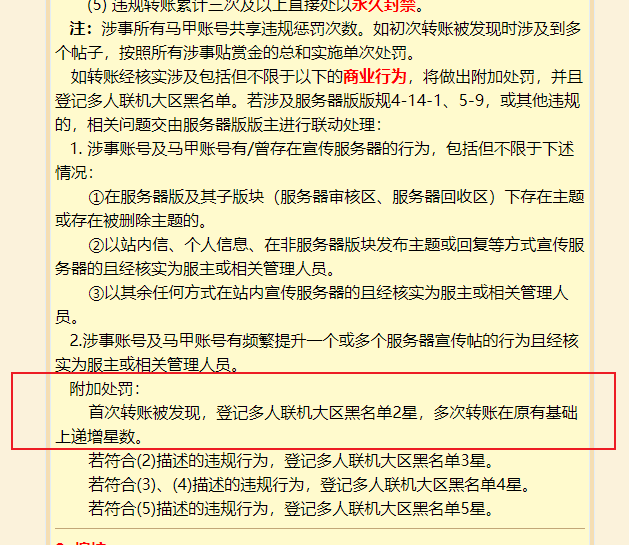 (5) 违规转账累计三次及以上直接处以永久封禁。
注：涉事所有马甲账号共享违规惩罚次数。如初次转账被发现时涉及到多
个帖子，按照所有涉事贴赏金的总和实施单次处罚。
如转账经核实涉及包括但不限于以下的商业行为，将做出附加处罚，并且
登记多人联机大区黑名单。若涉及服务器版版规4-14-1、5-9，或其他违规
的，相关问题交由服务器版版主进行联动处理：
1. 涉事账号及马甲账号有/曾存在宣传服务器的行为，包括但不限于下述
情况：
①在服务器版及其子版块（服务器审核区、服务器回收区）下存在主题
或存在被删除主题的。
②以站内信、个人信息、在非服务器版块发布主题或回复等方式宣传服
务器的且经核实为服主或相关管理人员。
③以其余任何方式在站内宣传服务器的且经核实为服主或相关管理人
员。
2.涉事账号及马甲账号有频繁提升一个或多个服务器宣传帖的行为且经核
实为服主或相关管理人员。
附加处罚：
首次转账被发现，登记多人联机大区黑名单2星，多次转账在原有基础
上递增星数。
若符合(2)描述的违规行为，登记多人联机大区黑名单3星。
若符合(3)、(4)描述的违规行为，登记多人联机大区黑名单4星。
若符合(5)描述的违规行为，登记多人联机大区黑名单5星。